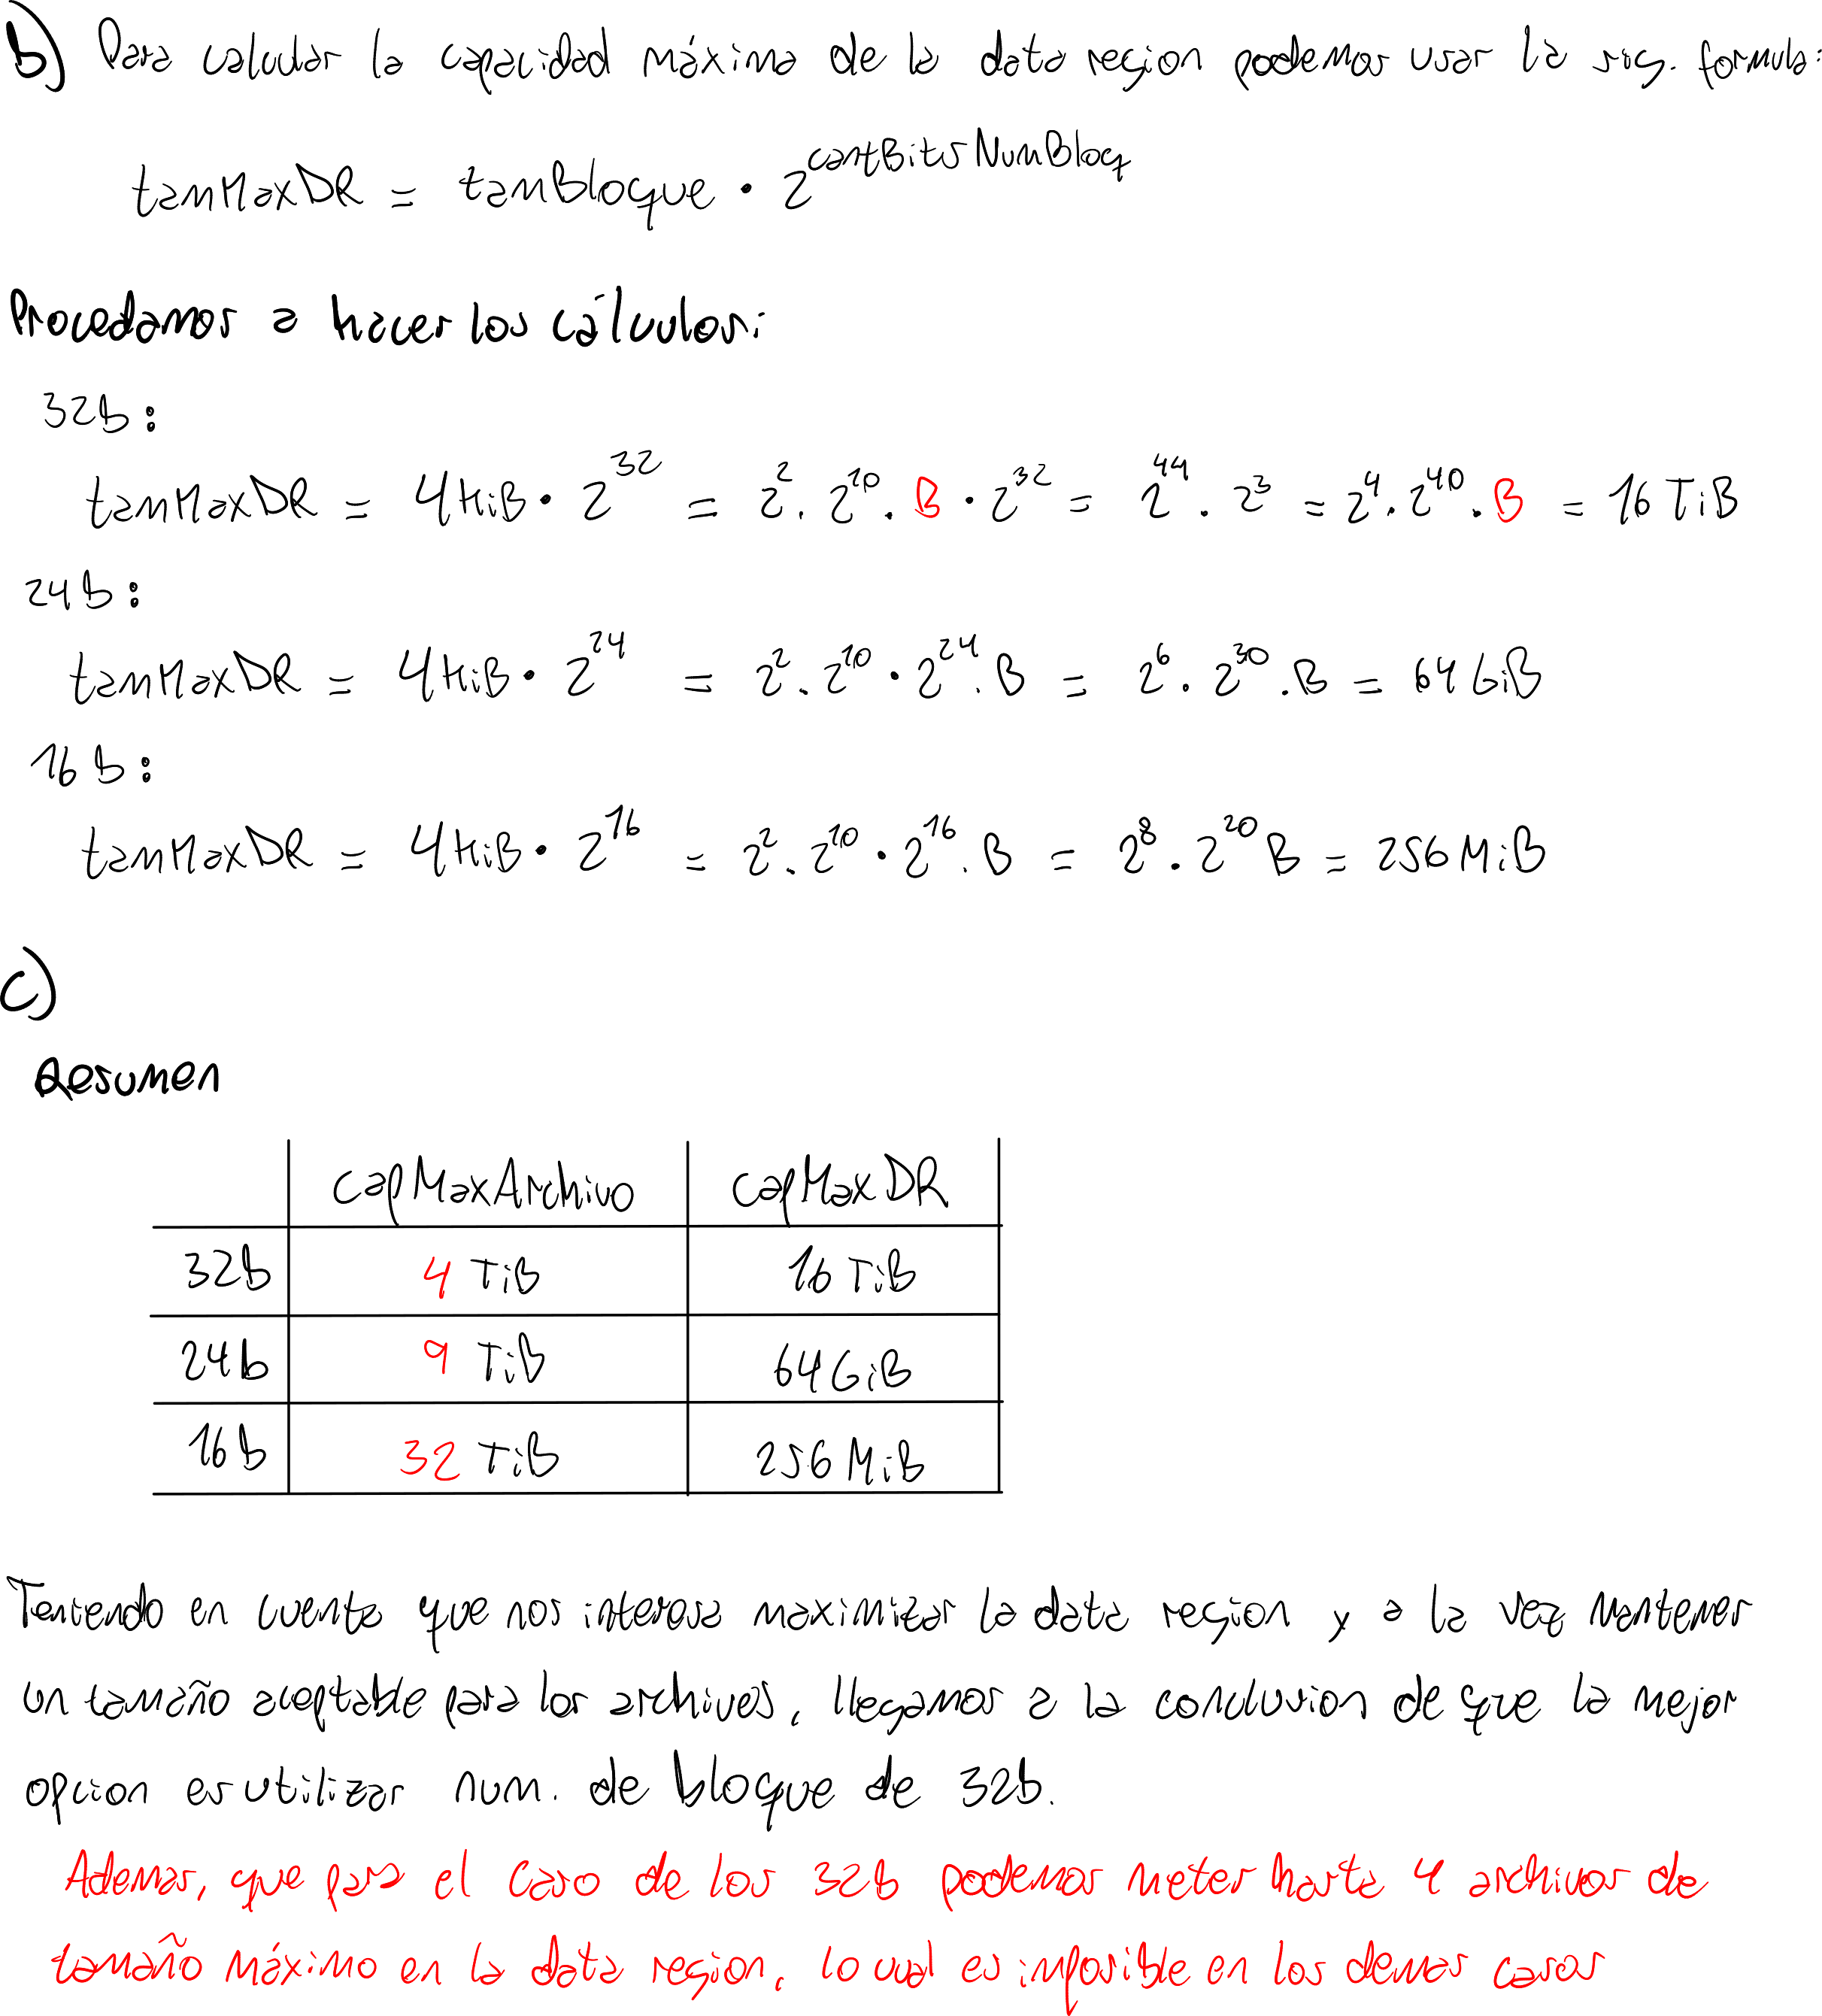 b) Para calcular la capacidad máxima de la data region podemos usar la sig. formula:
tamMaxDR = tamBloque · 2^cantBitsNumBloq
Procedamos a hacer los cálculos:
32b:
tamMaxDR = 4KiB · 2^32 = 2^2 · 2^10 · B · 2^32 = 2^44 · 2^3 = 2^4 · 2^40 · B = 16 TiB
24b:
tamMaxDR = 4KiB · 2^24 = 2^2 · 2^10 · 2^24 · B = 2^6 · 2^30 · B = 64 GiB
16b:
tamMaxDR = 4KiB · 2^16 = 2^2 · 2^10 · 2^16 · B = 2^8 · 2^20 B = 256 MiB
c)
Resumen
capMaxArchivo capMaxDR
32b 4 TiB 16 TiB
24b 9 TiB 64GiB
16b 32 TiB 256 MiB
Teniendo en cuenta que nos interesa maximizar la data region y a la vez mantener
un tamaño aceptable para los archivos, llegamos a la conclusion de que la mejor
opcion es utilizar num. de bloque de 32b.
Ademas, que para el caso de los 32b podemos meter hasta 4 archivos de
tamaño máximo en la data region, lo cual es imposible en los demas casos